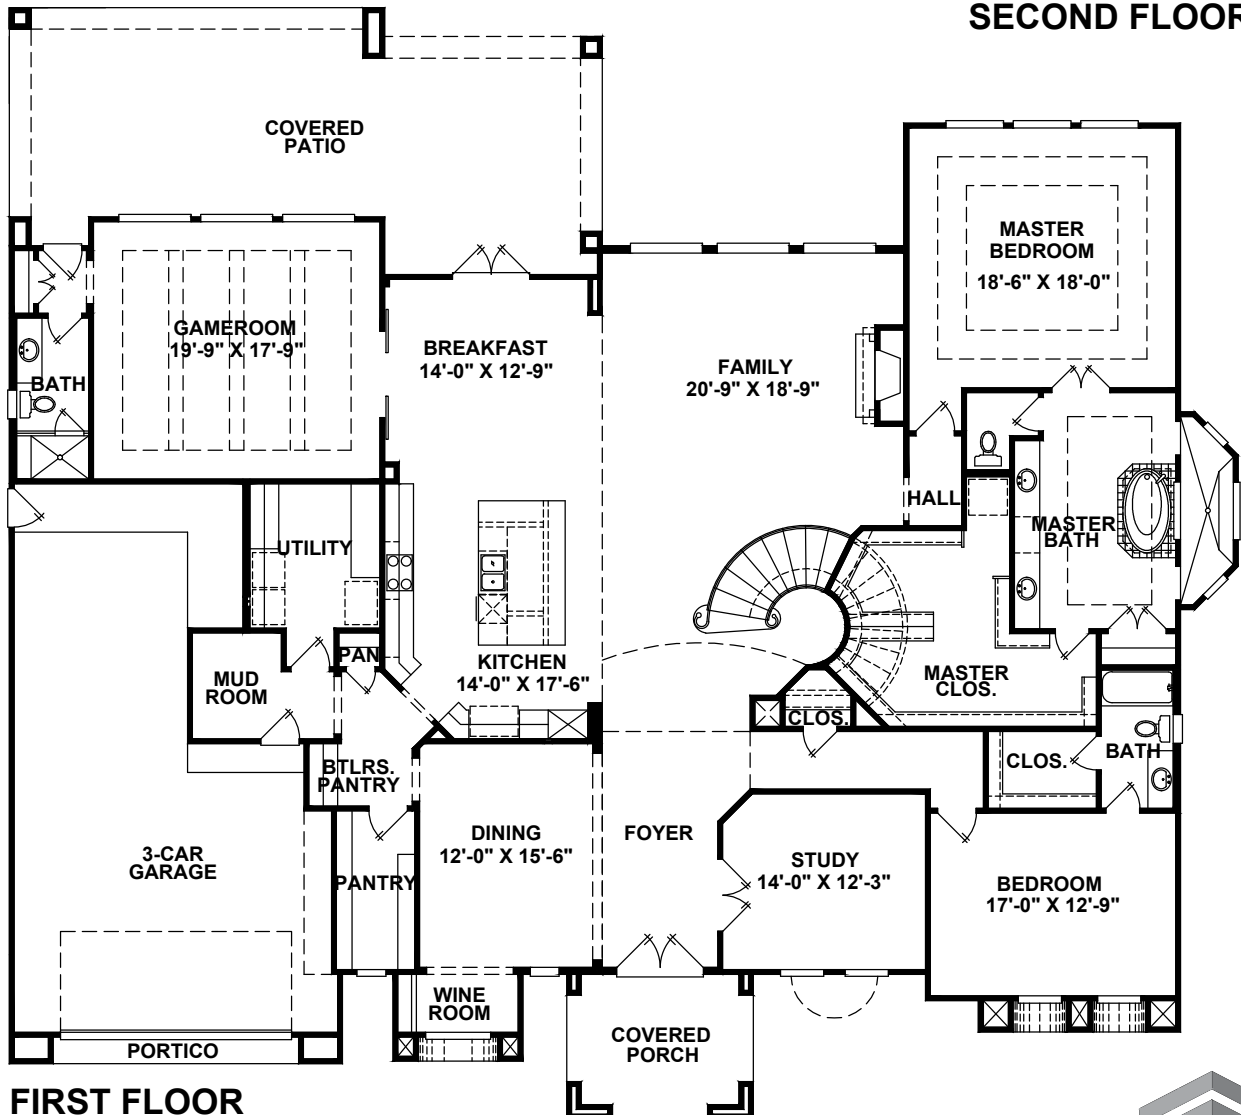 SECOND FLOOR
COVERED
PATIO
MASTER
BEDROOM
18'-6" X 18'-0"
GAMEROOM
19'-9" X 17'-9"
BREAKFAST
14'-0" X 12'-9"
FAMILY
20'-9" X 18'-9"
BATH
HALL
MASTER
BATH
UTILITY
PAN
KITCHEN
14'-0" X 17'-6"
MUD
ROOM
MASTER
CLOS.
CLOS.
BTLRS.
PANTRY
CLOS.
BATH
DINING
12'-0" X 15'-6"
FOYER
3-CAR
GARAGE
STUDY
14'-0" X 12'-3"
PANTRY
BEDROOM
17'-0" X 12'-9"
WINE
ROOM
COVERED
PORCH
PORTICO
FIRST FLOOR